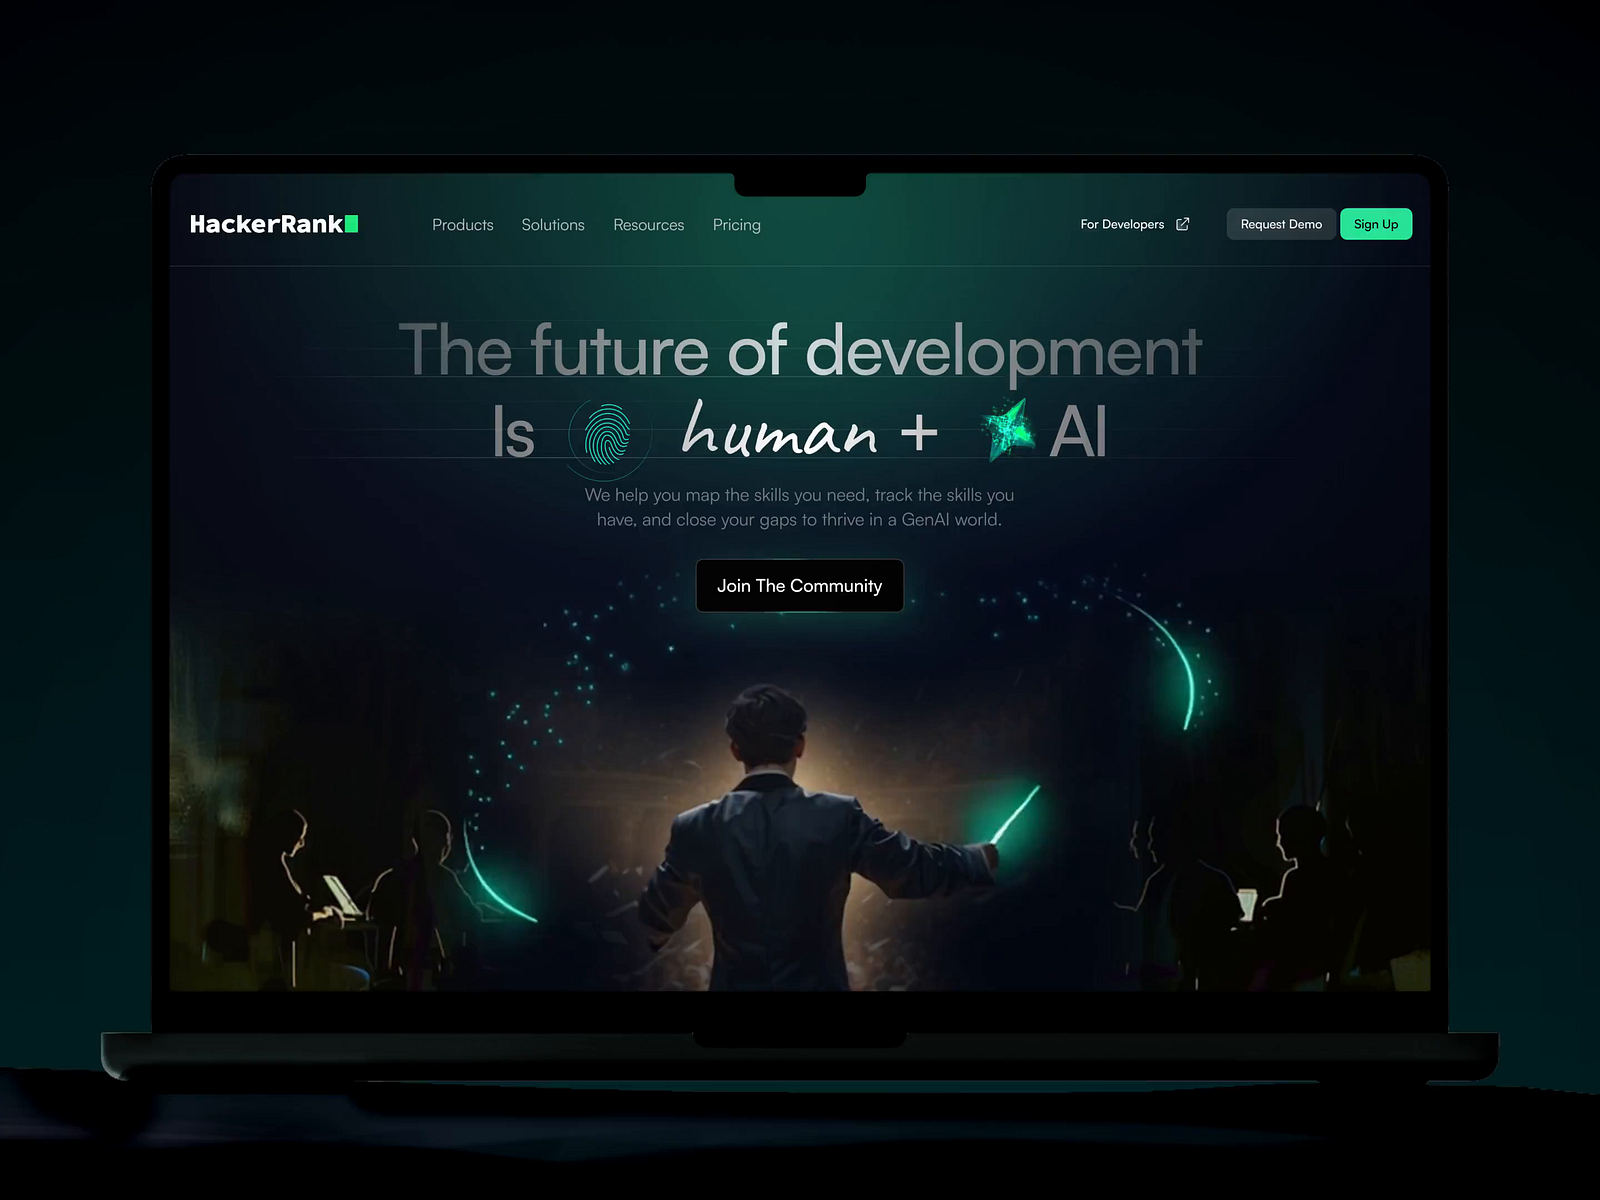 HackerRank
Products Solutions Resources Pricing
For Developers
Request Demo
Sign Up
The future of development
Is human + AI
We help you map the skills you need, track the skills you
have, and close your gaps to thrive in a GenAI world.
Join The Community